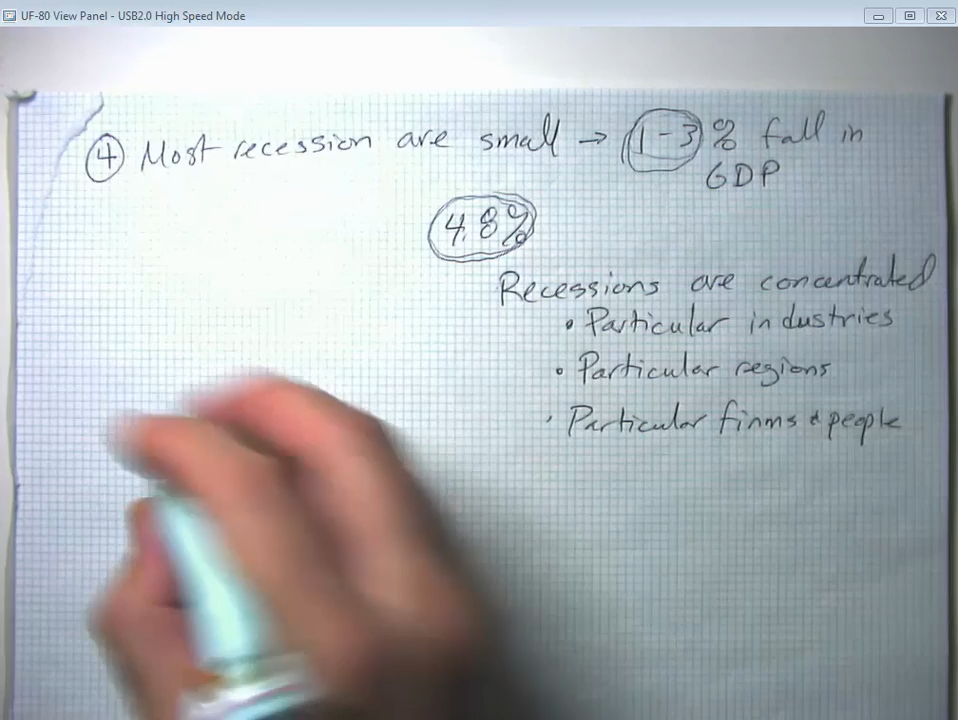 UF-80 View Panel - USB2.0 High Speed Mode
④ Most recession are small → 1-3 % fall in
GDP
4.8%
Recessions are concentrated
• Particular industries
• Particular regions
• Particular firms & people